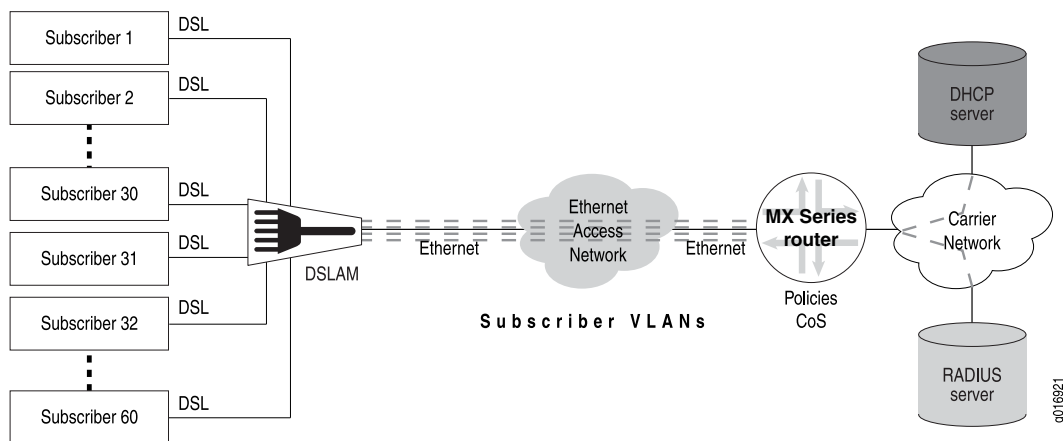 Subscriber 1
DSL
Subscriber 2
DSL
Subscriber 30
DSL
Subscriber 31
DSL
Subscriber 32
DSL
Subscriber 60
DSL
DSLAM
Ethernet
Ethernet
Access
Network
Ethernet
Subscriber VLANs
MX Series
router
Policies
CoS
DHCP
server
Carrier
Network
RADIUS
server
g016921